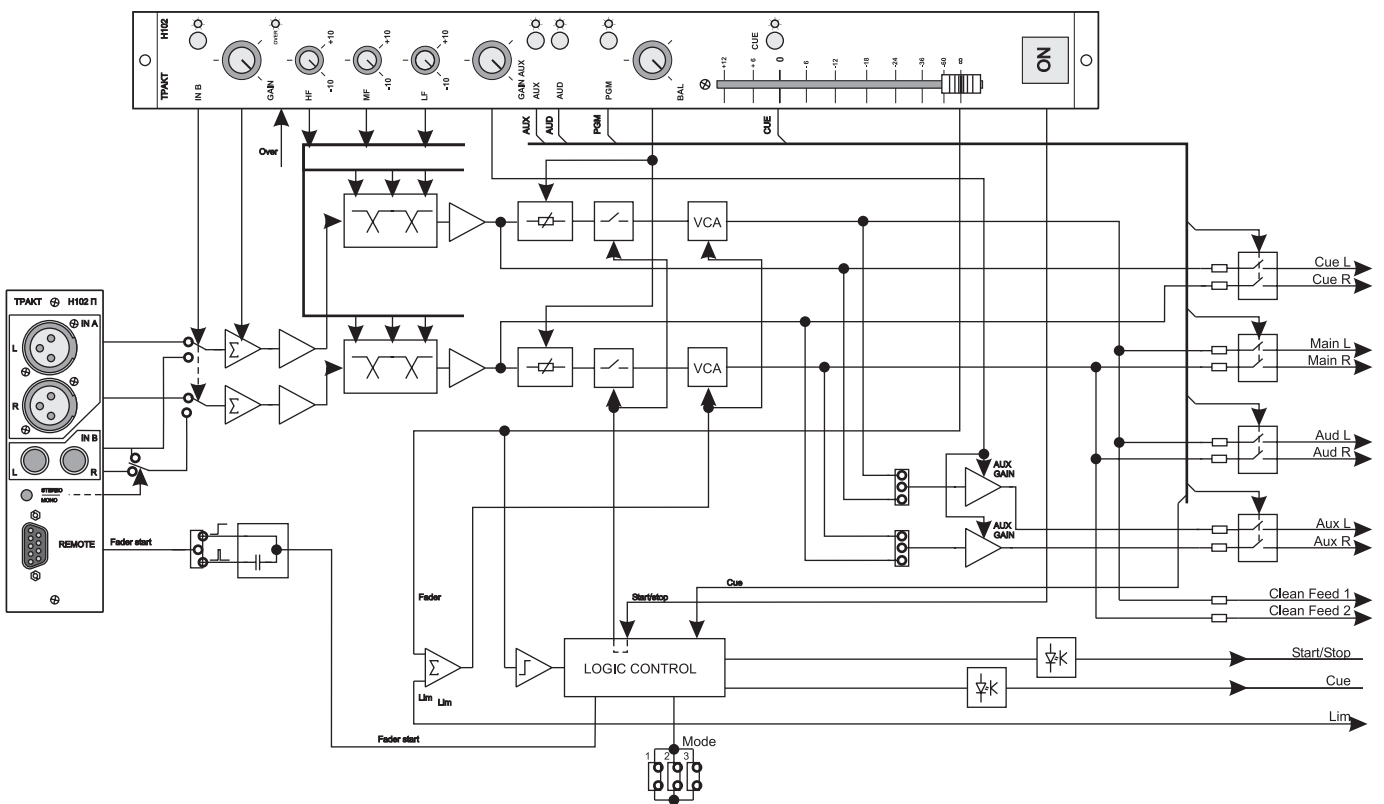 ТРАКТ H102
IN B
OVER
GAIN
HF +10 -10
MF +10 -10
LF +10 -10
GAIN AUX
AUX
AUD
PGM
BAL
CUE
+12 +6 0 -6 -12 -18 -24 -36 -60 ∞
ON
Over
AUX
AUD
PGM
CUE
VCA
Cue L
Cue R
ТРАКТ H102 П
IN A
L
R
IN B
L R
STEREO
MONO
REMOTE
Fader start
Σ
Σ
VCA
Main L
Main R
Aud L
Aud R
AUX
GAIN
Aux L
AUX
GAIN
Aux R
Fader
Start/stop
Cue
Clean Feed 1
Clean Feed 2
Σ
LOGIC CONTROL
Start/Stop
Cue
Lim
Lim
Lim
Fader start
Mode
1 2 3